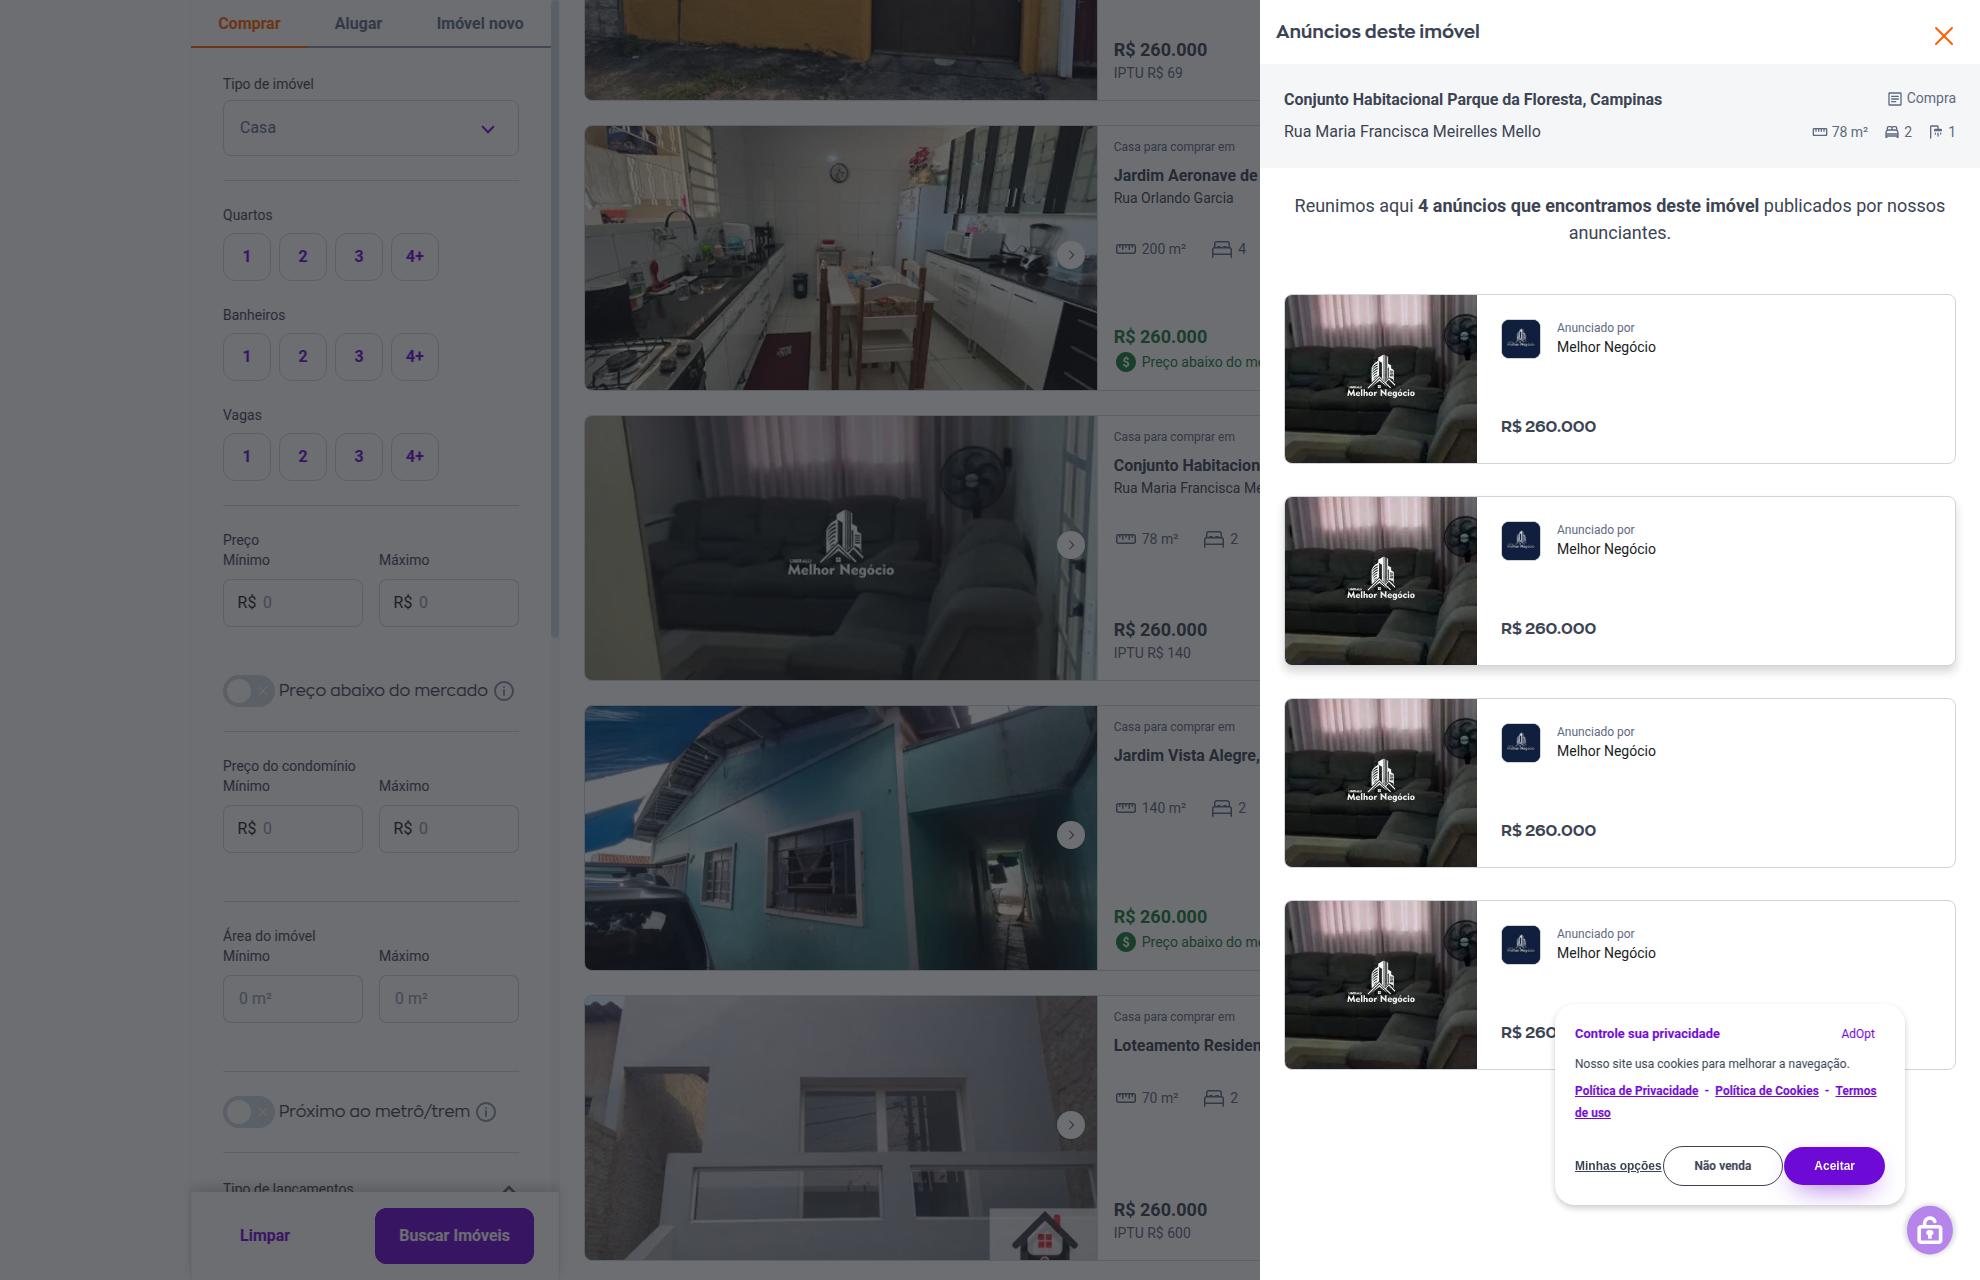 Comprar
Alugar
Imóvel novo
Tipo de imóvel
Casa
Quartos
1
2
3
4+
Banheiros
1
2
3
4+
Vagas
1
2
3
4+
Preço
Mínimo
Máximo
R$ 0
R$ 0
Preço abaixo do mercado
Preço do condomínio
Mínimo
Máximo
R$ 0
R$ 0
Área do imóvel
Mínimo
Máximo
0 m²
0 m²
Próximo ao metrô/trem
Tipo de lançamentos
Limpar
Buscar Imóveis
R$ 260.000
IPTU R$ 69
Casa para comprar em
Jardim Aeronave de
Rua Orlando Garcia
200 m²
4
R$ 260.000
Preço abaixo do
Melhor Negócio
Casa para comprar em
Conjunto Habitacion
Rua Maria Francisca Me
78 m²
2
R$ 260.000
IPTU R$ 140
Casa para comprar em
Jardim Vista Alegre,
140 m²
2
R$ 260.000
Preço abaixo do
Casa para comprar em
Loteamento Residen
70 m²
2
R$ 260.000
IPTU R$ 600
Anúncios deste imóvel
Conjunto Habitacional Parque da Floresta, Campinas
Compra
Rua Maria Francisca Meirelles Mello
78 m²
2
1
Reunimos aqui 4 anúncios que encontramos deste imóvel publicados por nossos
anunciantes.
Melhor Negócio
Anunciado por
Melhor Negócio
R$ 260.000
Melhor Negócio
Anunciado por
Melhor Negócio
R$ 260.000
Melhor Negócio
Anunciado por
Melhor Negócio
R$ 260.000
Melhor Negócio
Anunciado por
Melhor Negócio
R$ 260
Controle sua privacidade
AdOpt
Nosso site usa cookies para melhorar a navegação.
Política de Privacidade - Política de Cookies - Termos
de uso
Minhas opções
Não venda
Aceitar